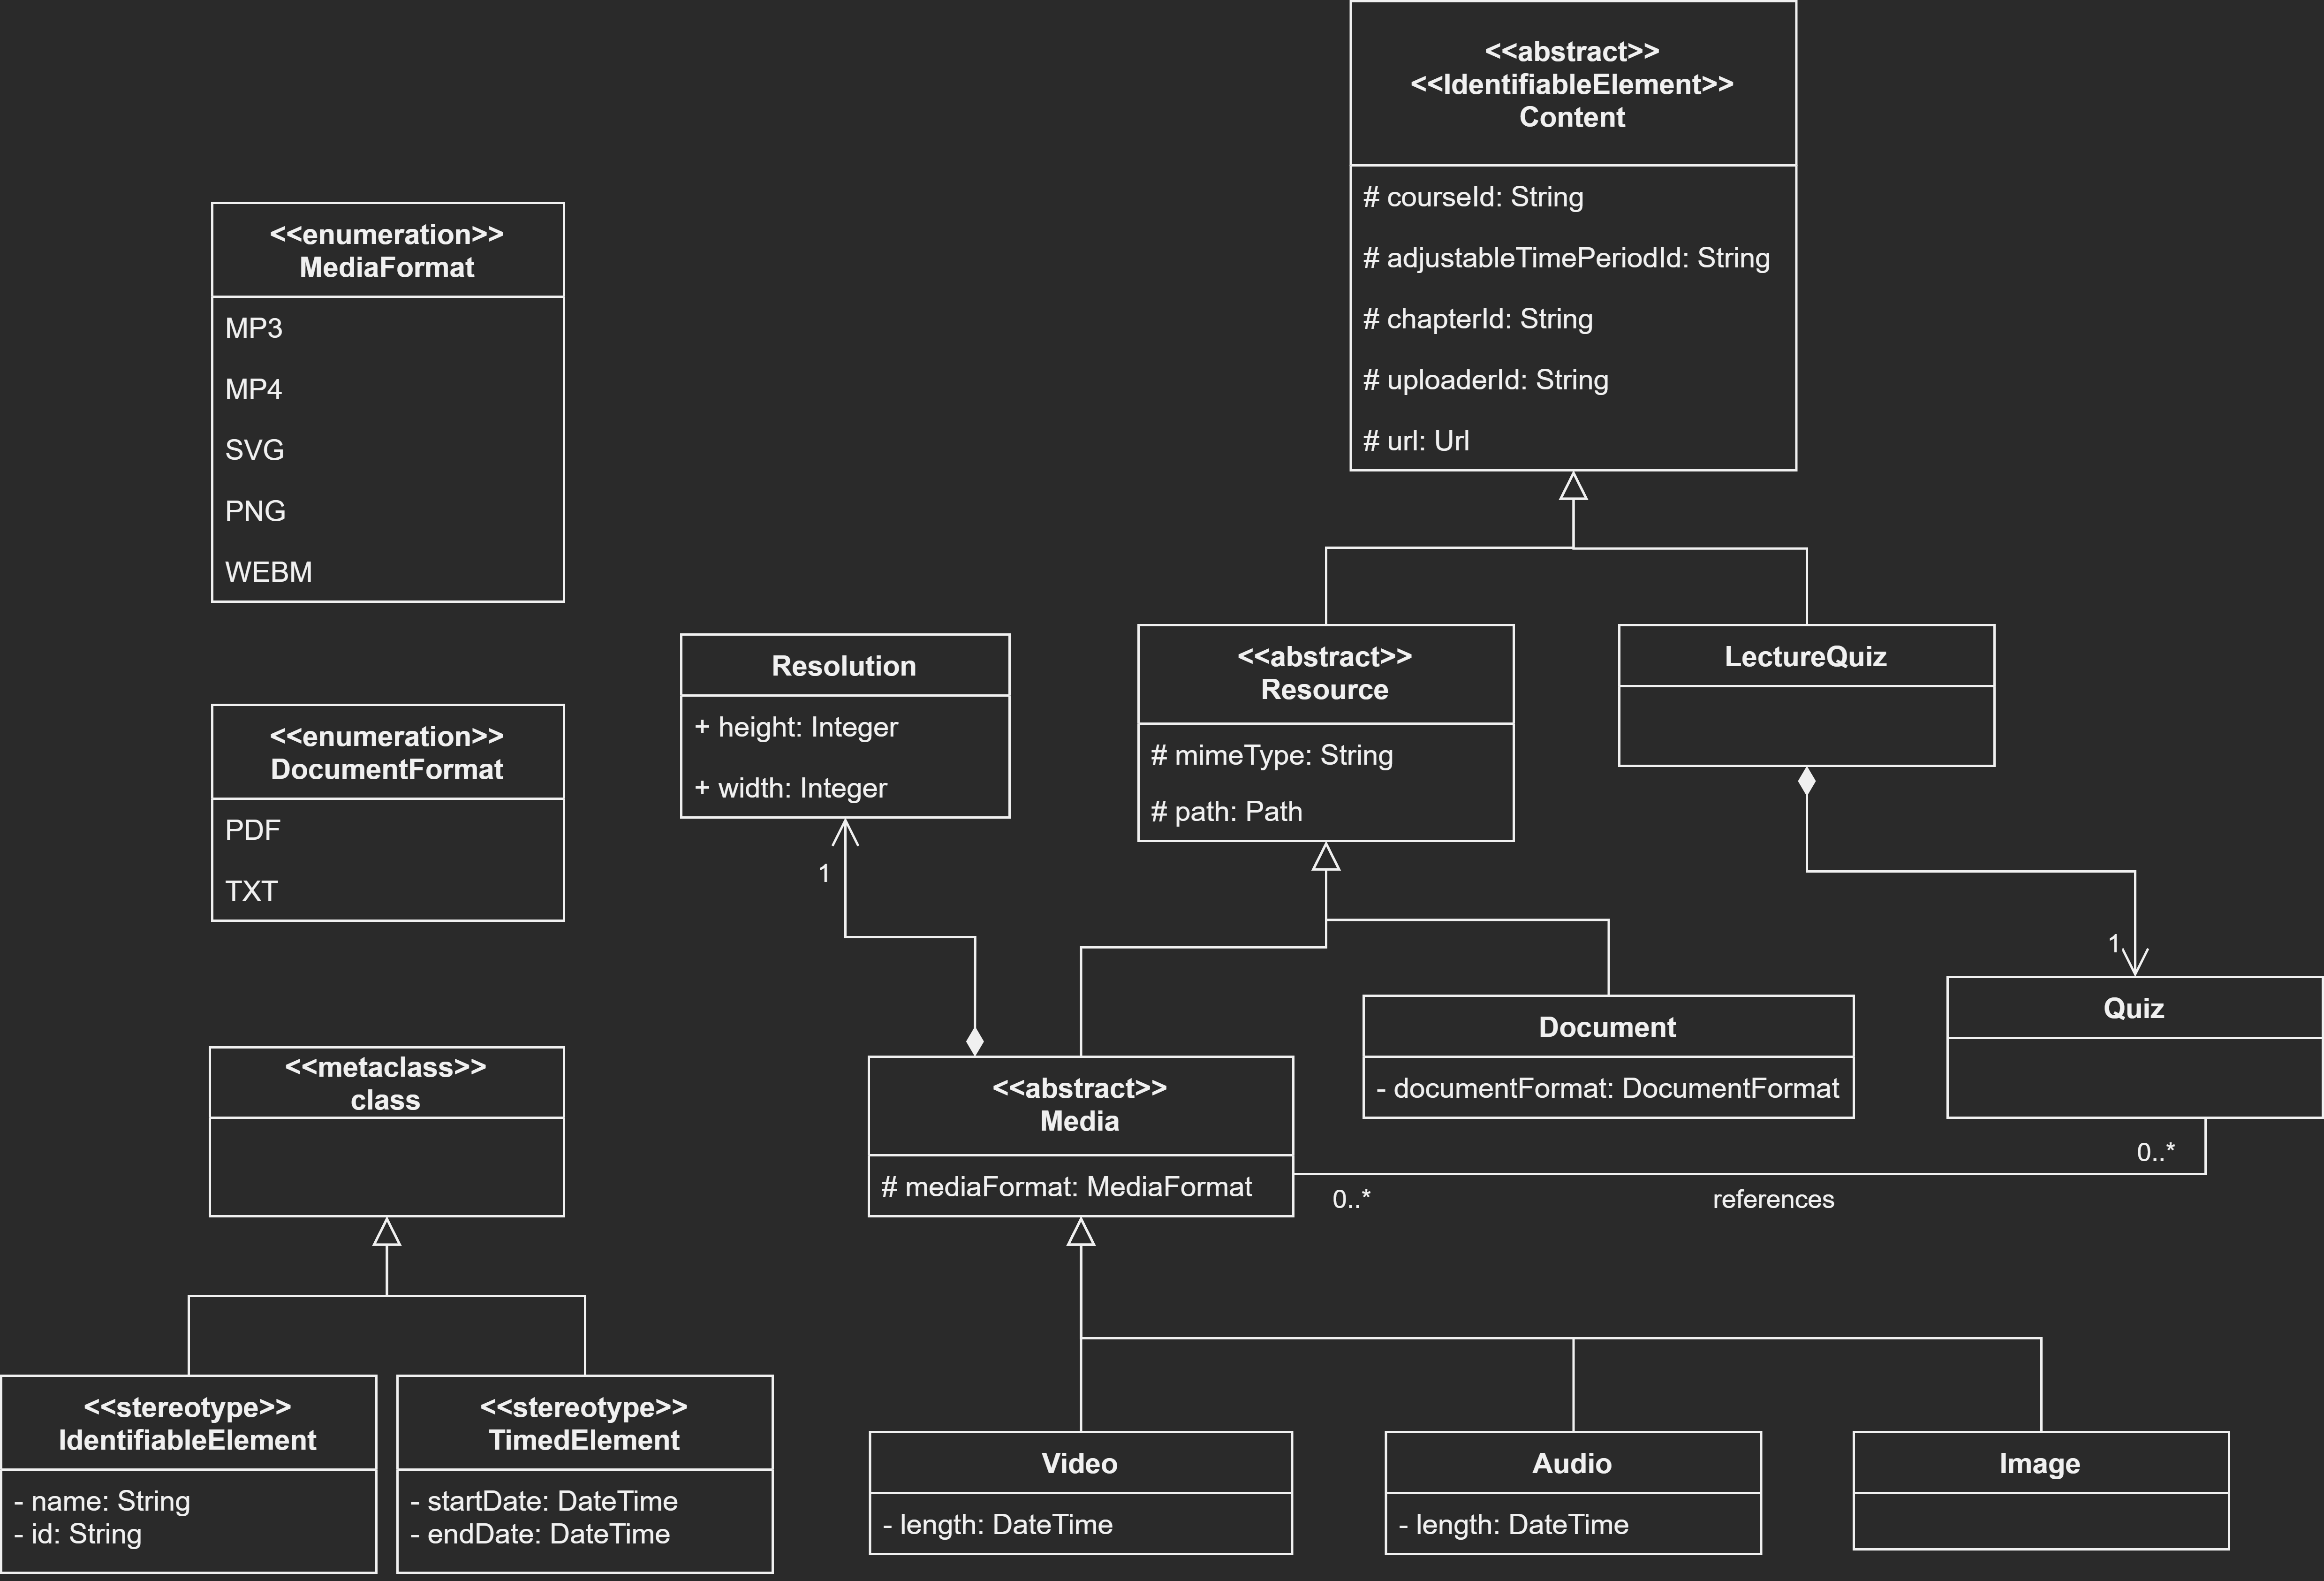 <<abstract>>
<<IdentifiableElement>>
Content
# courseId: String
# adjustableTimePeriodId: String
# chapterId: String
# uploaderId: String
# url: Url
<<enumeration>>
MediaFormat
MP3
MP4
SVG
PNG
WEBM
Resolution
+ height: Integer
+ width: Integer
1
<<abstract>>
Resource
# mimeType: String
# path: Path
LectureQuiz
1
<<enumeration>>
DocumentFormat
PDF
TXT
<<metaclass>>
class
<<abstract>>
Media
# mediaFormat: MediaFormat
Document
- documentFormat: DocumentFormat
Quiz
0..*
0..*
references
<<stereotype>>
IdentifiableElement
- name: String
- id: String
<<stereotype>>
TimedElement
- startDate: DateTime
- endDate: DateTime
Video
- length: DateTime
Audio
- length: DateTime
Image